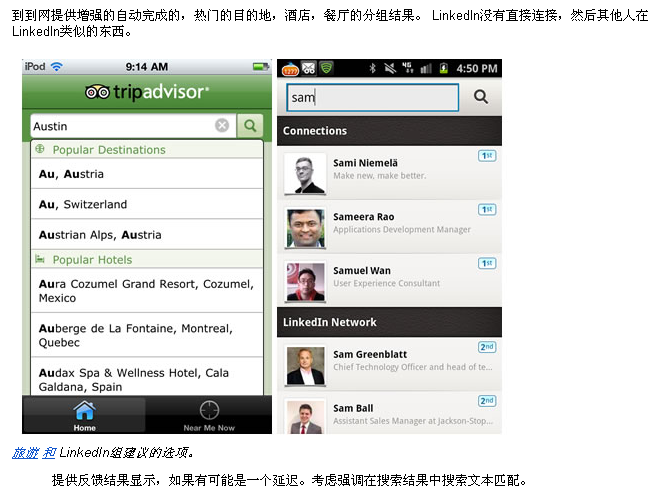 到到网提供增强的自动完成的，热门的目的地，酒店，餐厅的分组结果。 LinkedIn没有直接连接，然后其他人在
LinkedIn类似的东西。
iPod 9:14 AM
tripadvisor
Austin
Popular Destinations
Au, Austria
Au, Switzerland
Austrian Alps, Austria
Popular Hotels
Aura Cozumel Grand Resort, Cozumel,
Mexico
Auberge de La Fontaine, Montreal,
Quebec
Audax Spa & Wellness Hotel, Cala
Galdana, Spain
Home
Near Me Now
4G 4:50 PM
sam
Connections
Sami Niemelä 1st
Make new, make better.
Sameera Rao 1st
Applications Development Manager
Samuel Wan 1st
User Experience Consultant
LinkedIn Network
Sam Greenblatt 2nd
Chief Technology Officer and head of te...
Sam Ball 2nd
Assistant Sales Manager at Jackson-Stop...
旅游 和 LinkedIn组建议的选项。
提供反馈结果显示，如果有可能是一个延迟。考虑强调在搜索结果中搜索文本匹配。